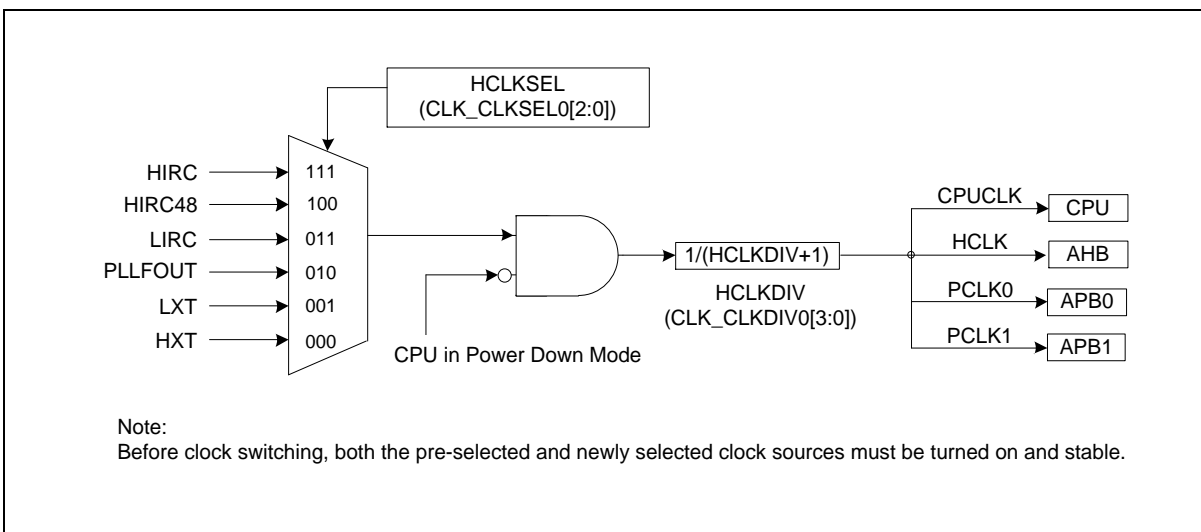 HCLKSEL
(CLK_CLKSEL0[2:0])
HIRC
111
HIRC48
100
LIRC
011
PLLFOUT
010
LXT
001
HXT
000
CPU in Power Down Mode
1/(HCLKDIV+1)
HCLKDIV
(CLK_CLKDIV0[3:0])
CPUCLK
CPU
HCLK
AHB
PCLK0
APB0
PCLK1
APB1
Note:
Before clock switching, both the pre-selected and newly selected clock sources must be turned on and stable.